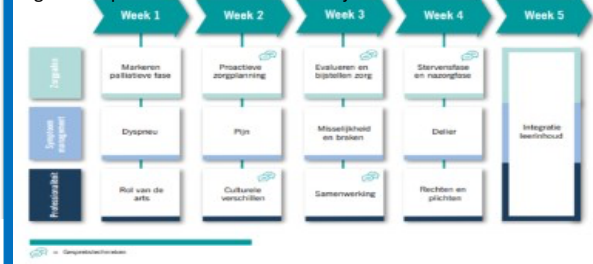 Week 1
Week 2
Week 3
Week 4
Week 5
Zorgproces
Markeren
palliatieve fase
Proactieve
zorgplanning
Evalueren en
bijstellen zorg
Stervensfase
en nazorgfase
Symptoom
management
Dyspneu
Pijn
Misselijkheid
en braken
Delier
Integratie
leerinhoud
Professionaliteit
Rol van de
arts
Culturele
verschillen
Samenwerking
Rechten en
plichten